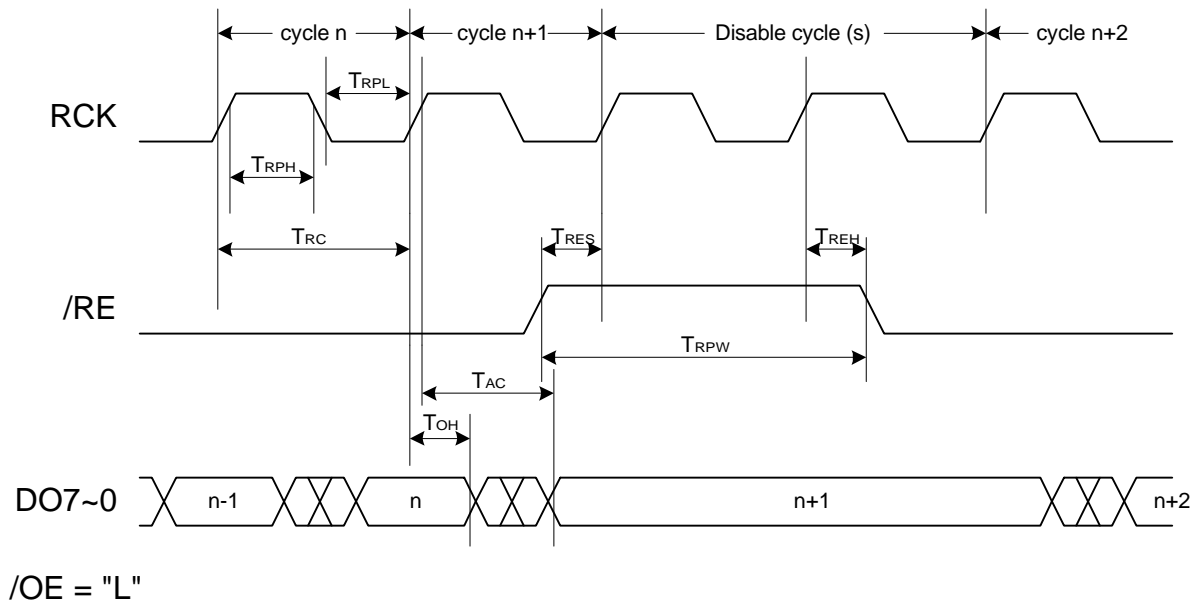 cycle n
cycle n+1
Disable cycle (s)
cycle n+2
TRPL
RCK
TRPH
TRC
TRES
TREH
/RE
TRPW
TAC
TOH
DO7~0
n-1
n
n+1
n+2
/OE = "L"